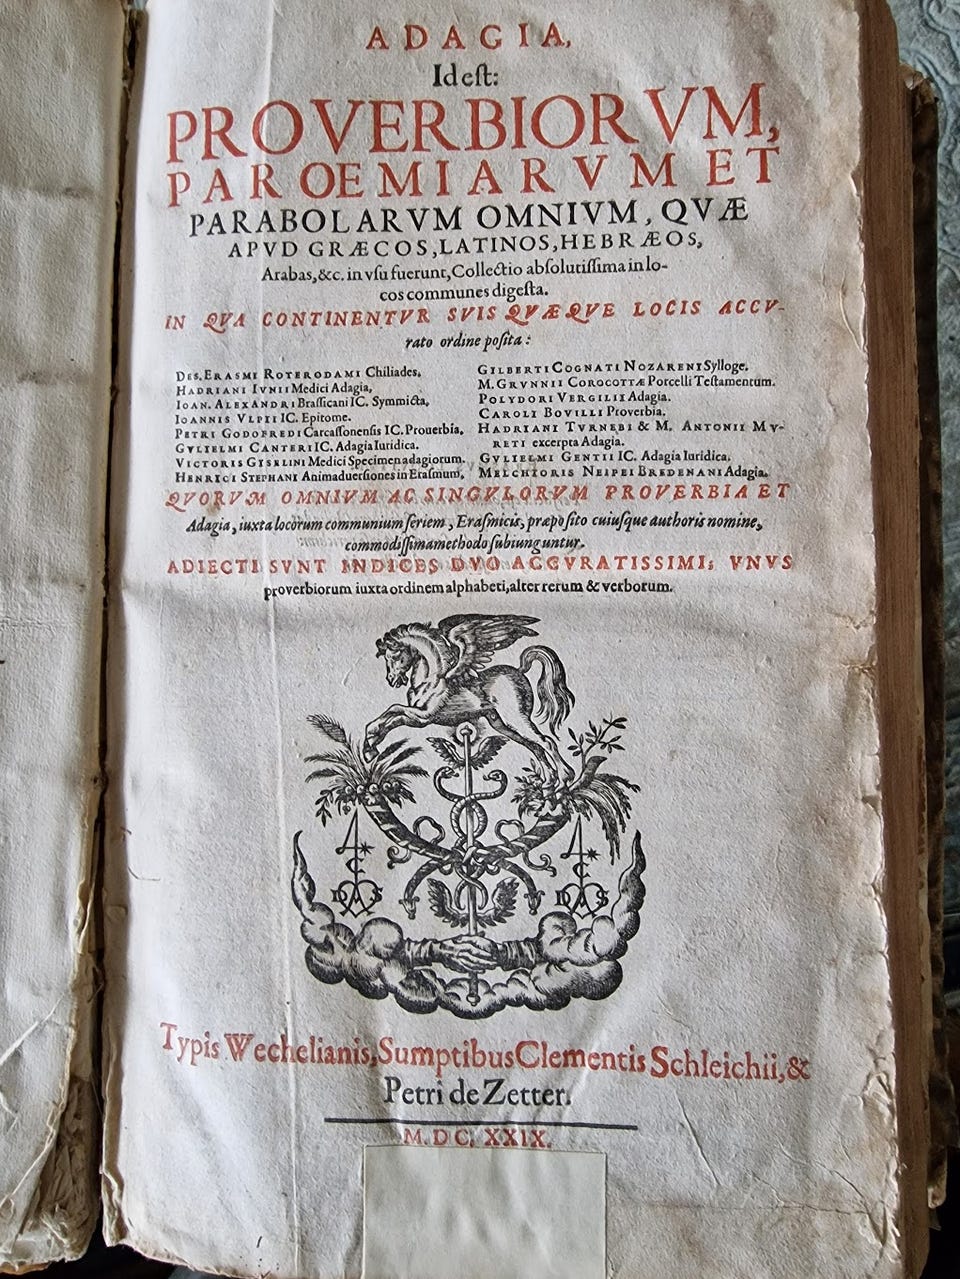 ADAGIA,
Id eſt:
PROVERBIORVM,
PAROEMIARVM ET
PARABOLARVM OMNIVM, QVÆ
APVD GRÆCOS, LATINOS, HEBRÆOS,
Arabas, &c. in vſu fuerunt, Collectio abſolutiſſima in lo-
cos communes digeſta.
IN QVA CONTINENTVR SVIS QVÆQVE LOCIS ACCV-
rato ordine poſita:
DES. ERASMI ROTERODAMI Chiliades,
HADRIANI IVNII Medici Adagia,
IOAN. ALEXANDRI Braſſicani IC. Symmicta,
IOANNIS VLPII IC. Epitome.
PETRI GODOFREDI Carcaſſonenſis IC. Prouerbia,
GVLIELMI CANTERI IC. Adagia Iuridica.
VICTORIS GISELINI Medici Specimen adagiorum.
HENRICI STEPHANI Animaduerſiones in Eraſmum,
GILBERTI COGNATI NOZARENI Sylloge.
M. GRVNNII COROCOTTÆ Porcelli Teſtamentum.
POLYDORI VERGILII Adagia.
CAROLI BOVILLI Proverbia.
HADRIANI TVRNEBI & M. ANTONII MV-
RETI excerpta Adagia.
GVLIELMI GENTII IC. Adagia Iuridica,
MELCHIORIS NEIPEI BREDENANI Adagia.
QVORVM OMNIVM AC SINGVLORVM PROVERBIA ET
Adagia, iuxta locorum communium ſeriem, Eraſmicis, præpoſito cuiuſque authoris nomine,
commodiſſima methodo ſubiunguntur.
ADIECTI SVNT INDICES DVO ACCVRATISSIMI; VNVS
proverbiorum iuxta ordinem alphabeti, alter rerum & verborum.
Typis Wechelianis, Sumptibus Clementis Schleichii, &
Petri de Zetter.
M. DC. XXIX.